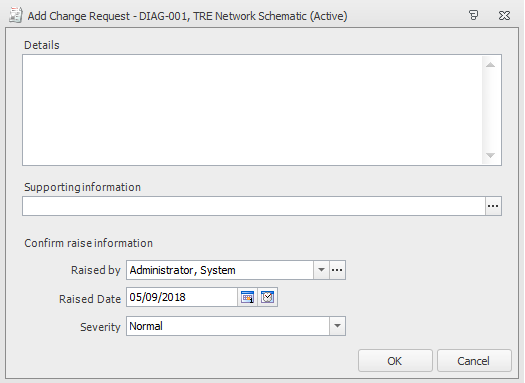 Add Change Request - DIAG-001, TRE Network Schematic (Active)
Details
Supporting information
Confirm raise information
Raised by Administrator, System
Raised Date 05/09/2018
Severity Normal
OK Cancel